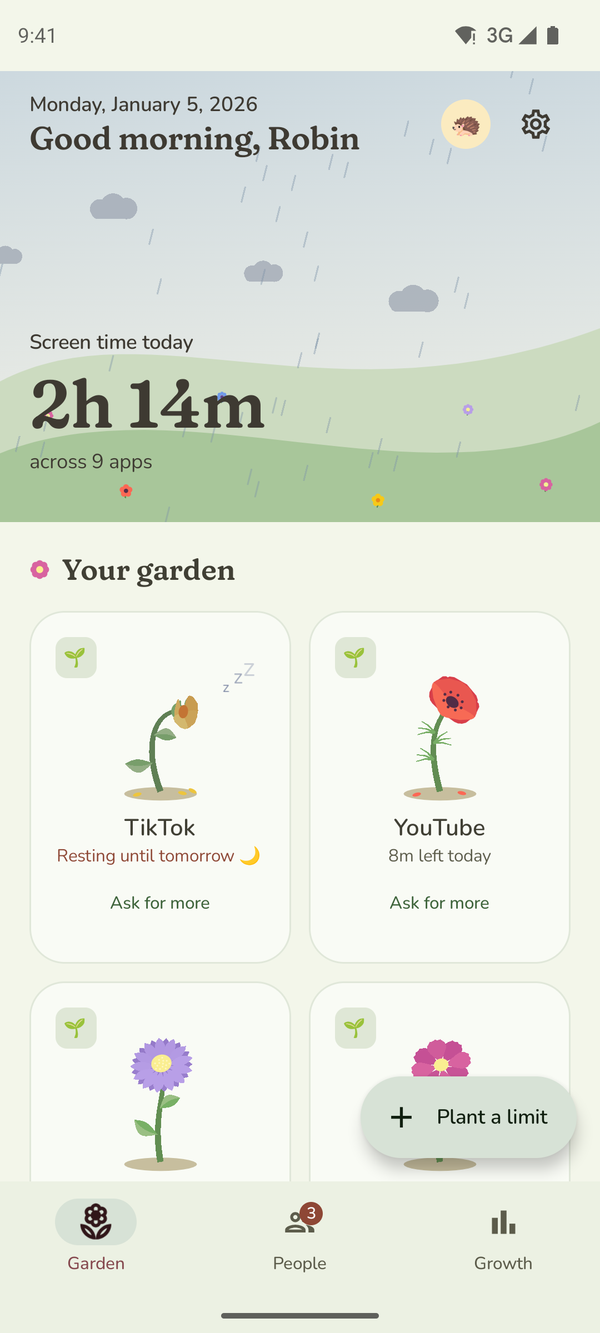 9:41
3G
Monday, January 5, 2026
Good morning, Robin
Screen time today
2h 14m
across 9 apps
Your garden
z z Z
TikTok
Resting until tomorrow 🌙
Ask for more
YouTube
8m left today
Ask for more
Plant a limit
Garden
3
People
Growth